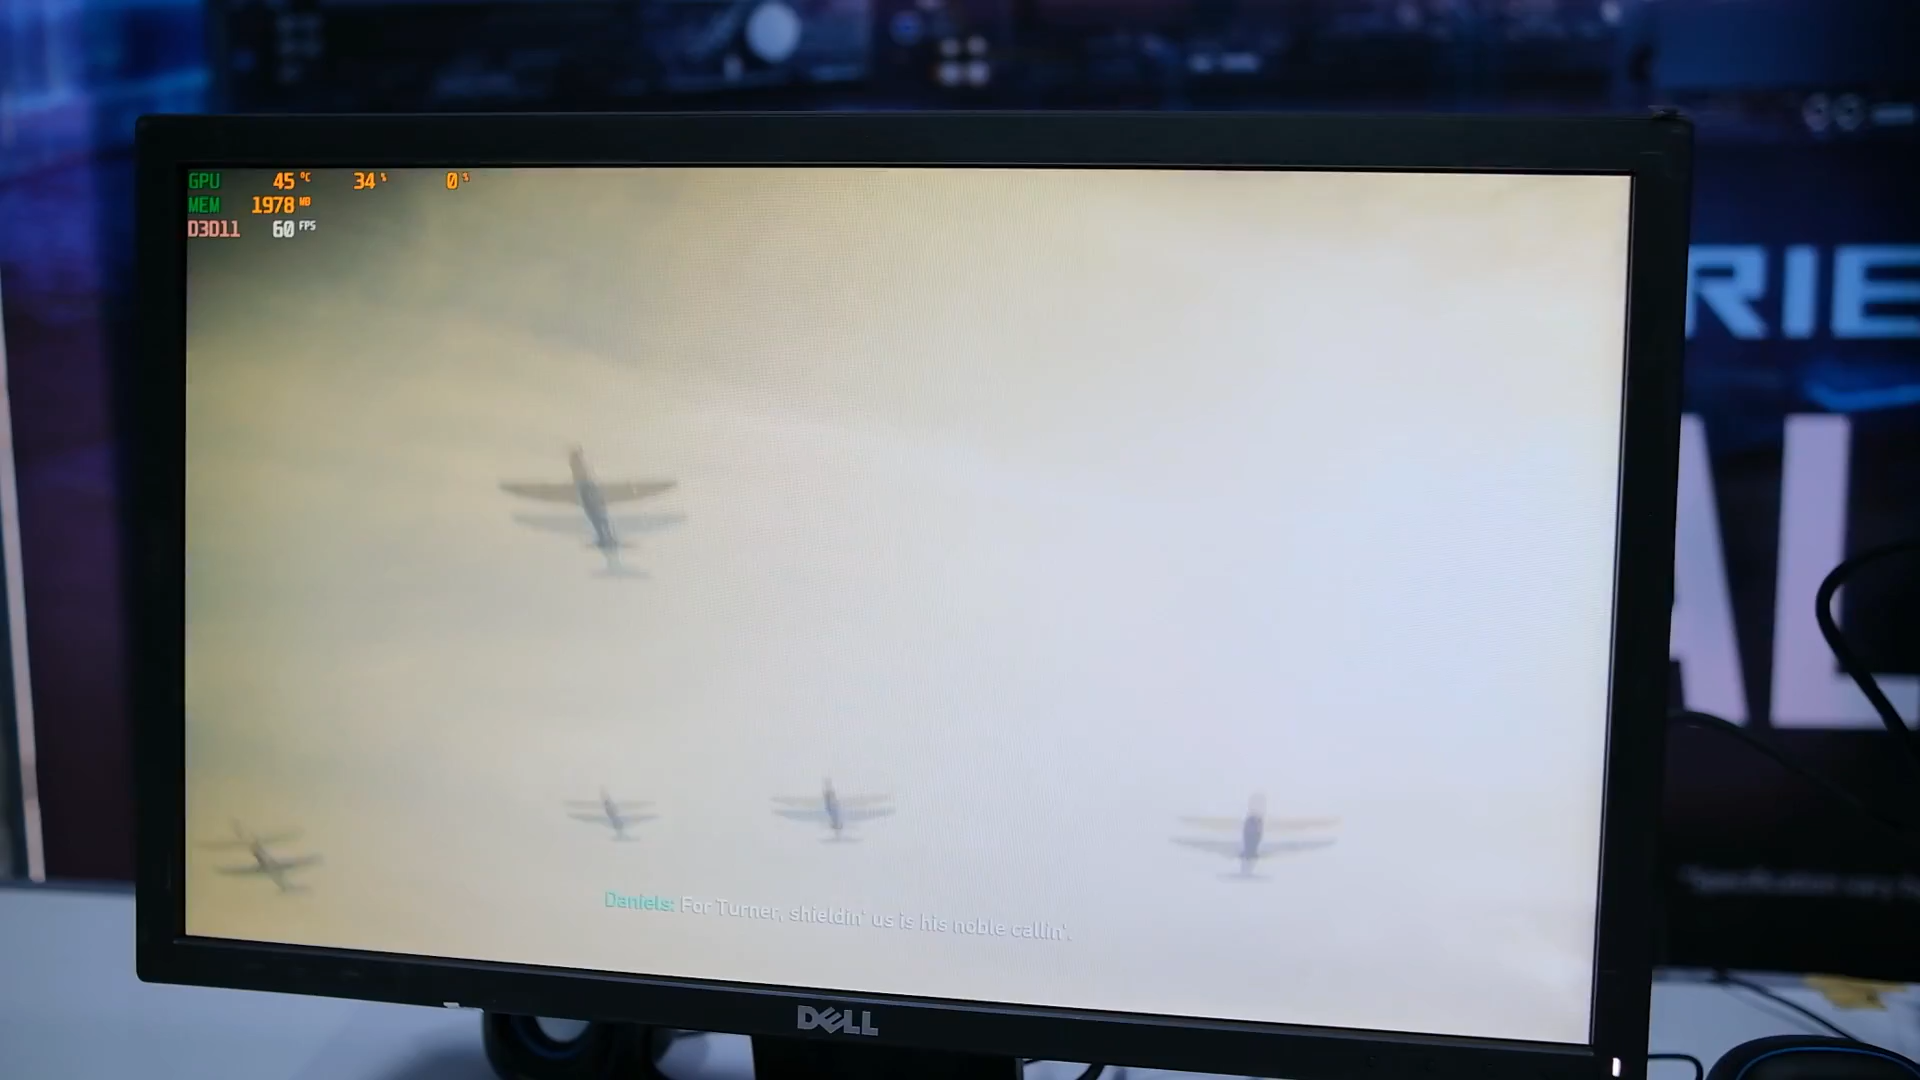 GPU 45 °C 34 % 0 %
MEM 1978 MB
D3D11 60 FPS
RIE
AL
Daniels: For Turner, shieldin' us is his noble callin'.
DELL